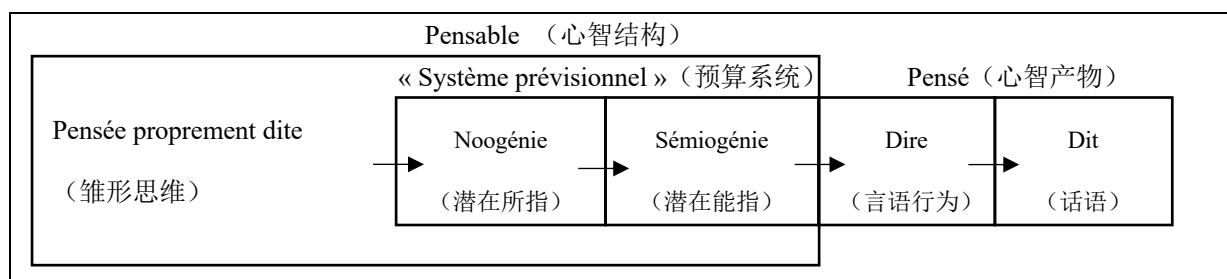 Pensable （心智结构）
« Système prévisionnel »（预算系统） Pensé（心智产物）
Pensée proprement dite Noogénie Sémiogénie Dire Dit
（雏形思维） （潜在所指） （潜在能指） （言语行为） （话语）